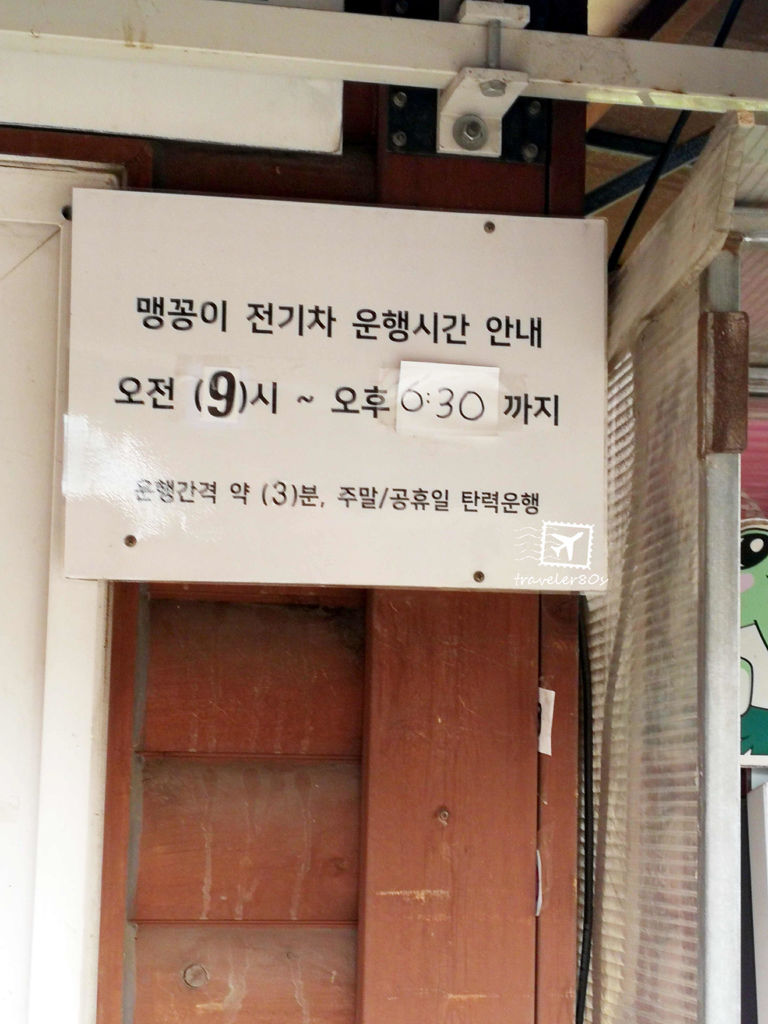 맹꽁이 전기차 운행시간 안내
오전 (9)시 ~ 오후 6:30 까지
운행간격 약 (3)분, 주말/공휴일 탄력운행
traveler80s